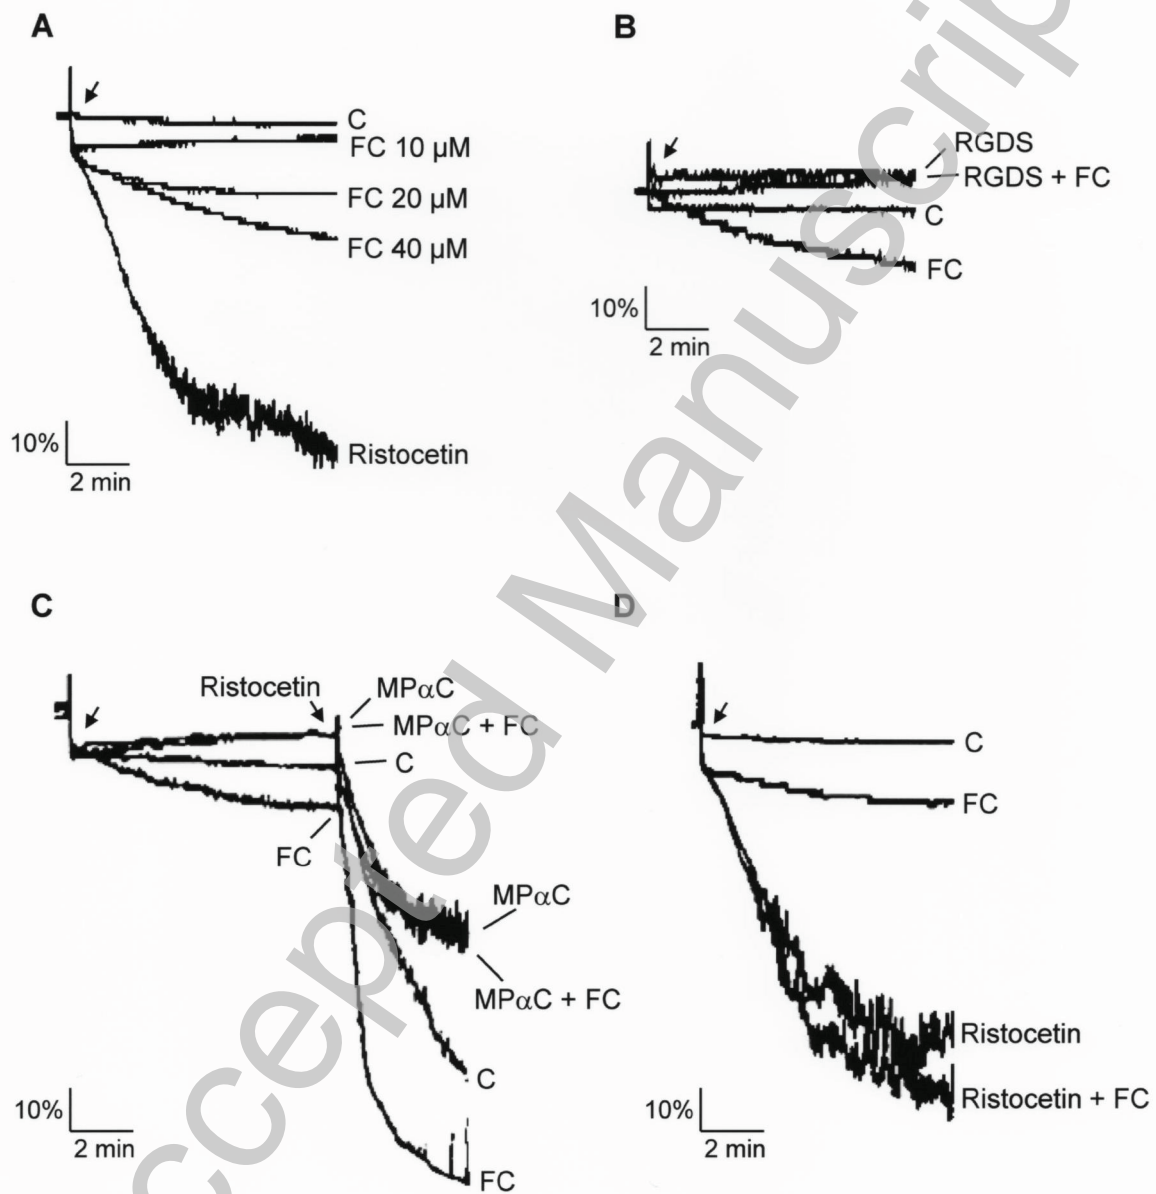 A
C
FC 10 µM
FC 20 µM
FC 40 µM
Ristocetin
10%
2 min
B
RGDS
RGDS + FC
C
FC
10%
2 min
C
Ristocetin
MPαC
MPαC + FC
C
FC
MPαC
MPαC + FC
C
FC
10%
2 min
D
C
FC
Ristocetin
Ristocetin + FC
10%
2 min
ccepted Manuscrip